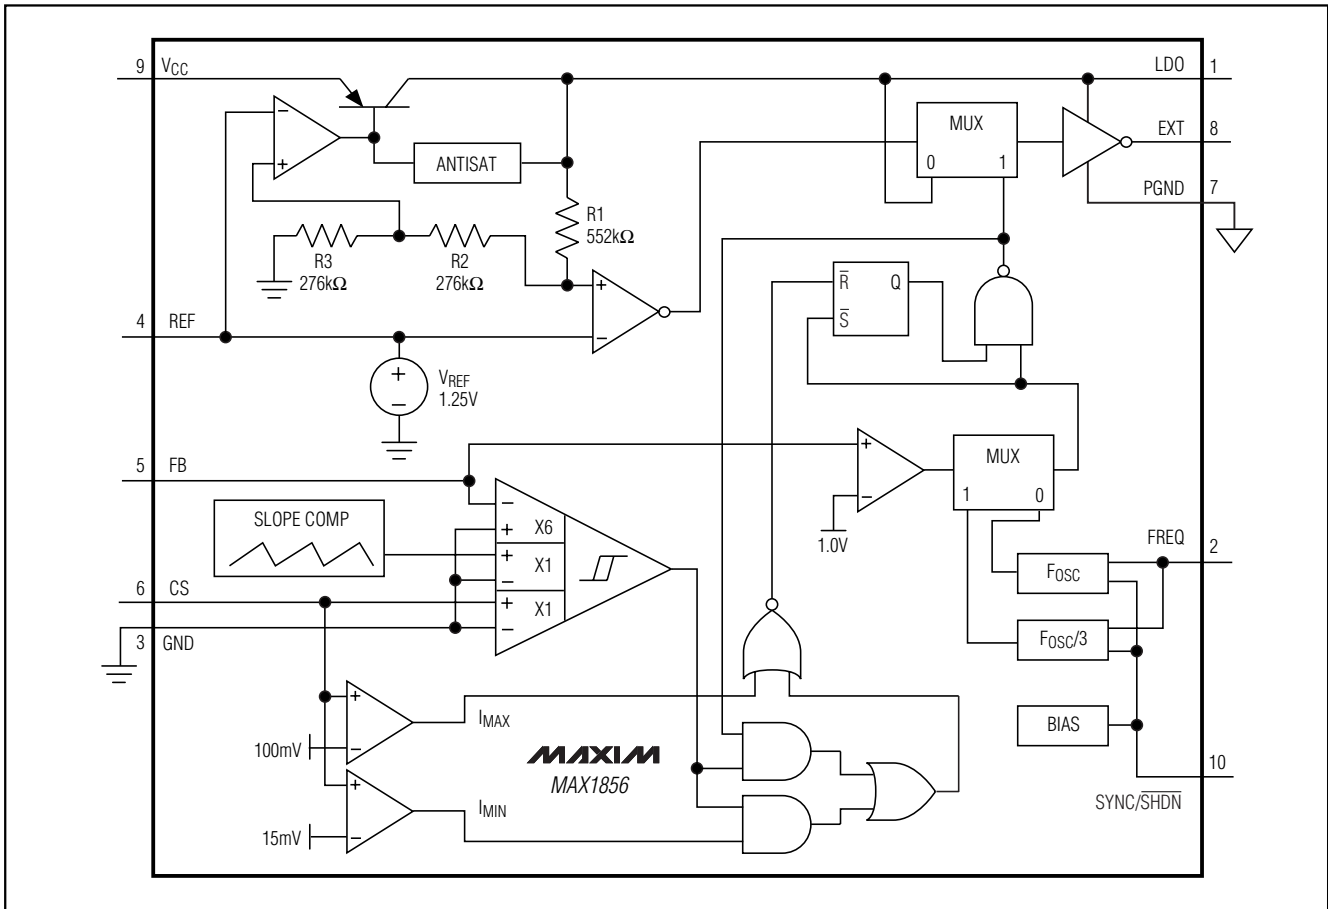 9 VCC
LDO 1
MUX
0 1
EXT 8
PGND 7
− +
ANTISAT
R1
552kΩ
R3
276kΩ
R2
276kΩ
+ −
R̅ Q
S̅
4 REF
+ −
VREF
1.25V
5 FB
+ −
1.0V
MUX
1 0
SLOPE COMP
− + X6
+ − X1
+ − X1
FREQ 2
FOSC
FOSC/3
6 CS
3 GND
BIAS
10
SYNC/S̅H̅D̅N̅
+ −
100mV
IMAX
MAXIM
MAX1856
+ −
15mV
IMIN